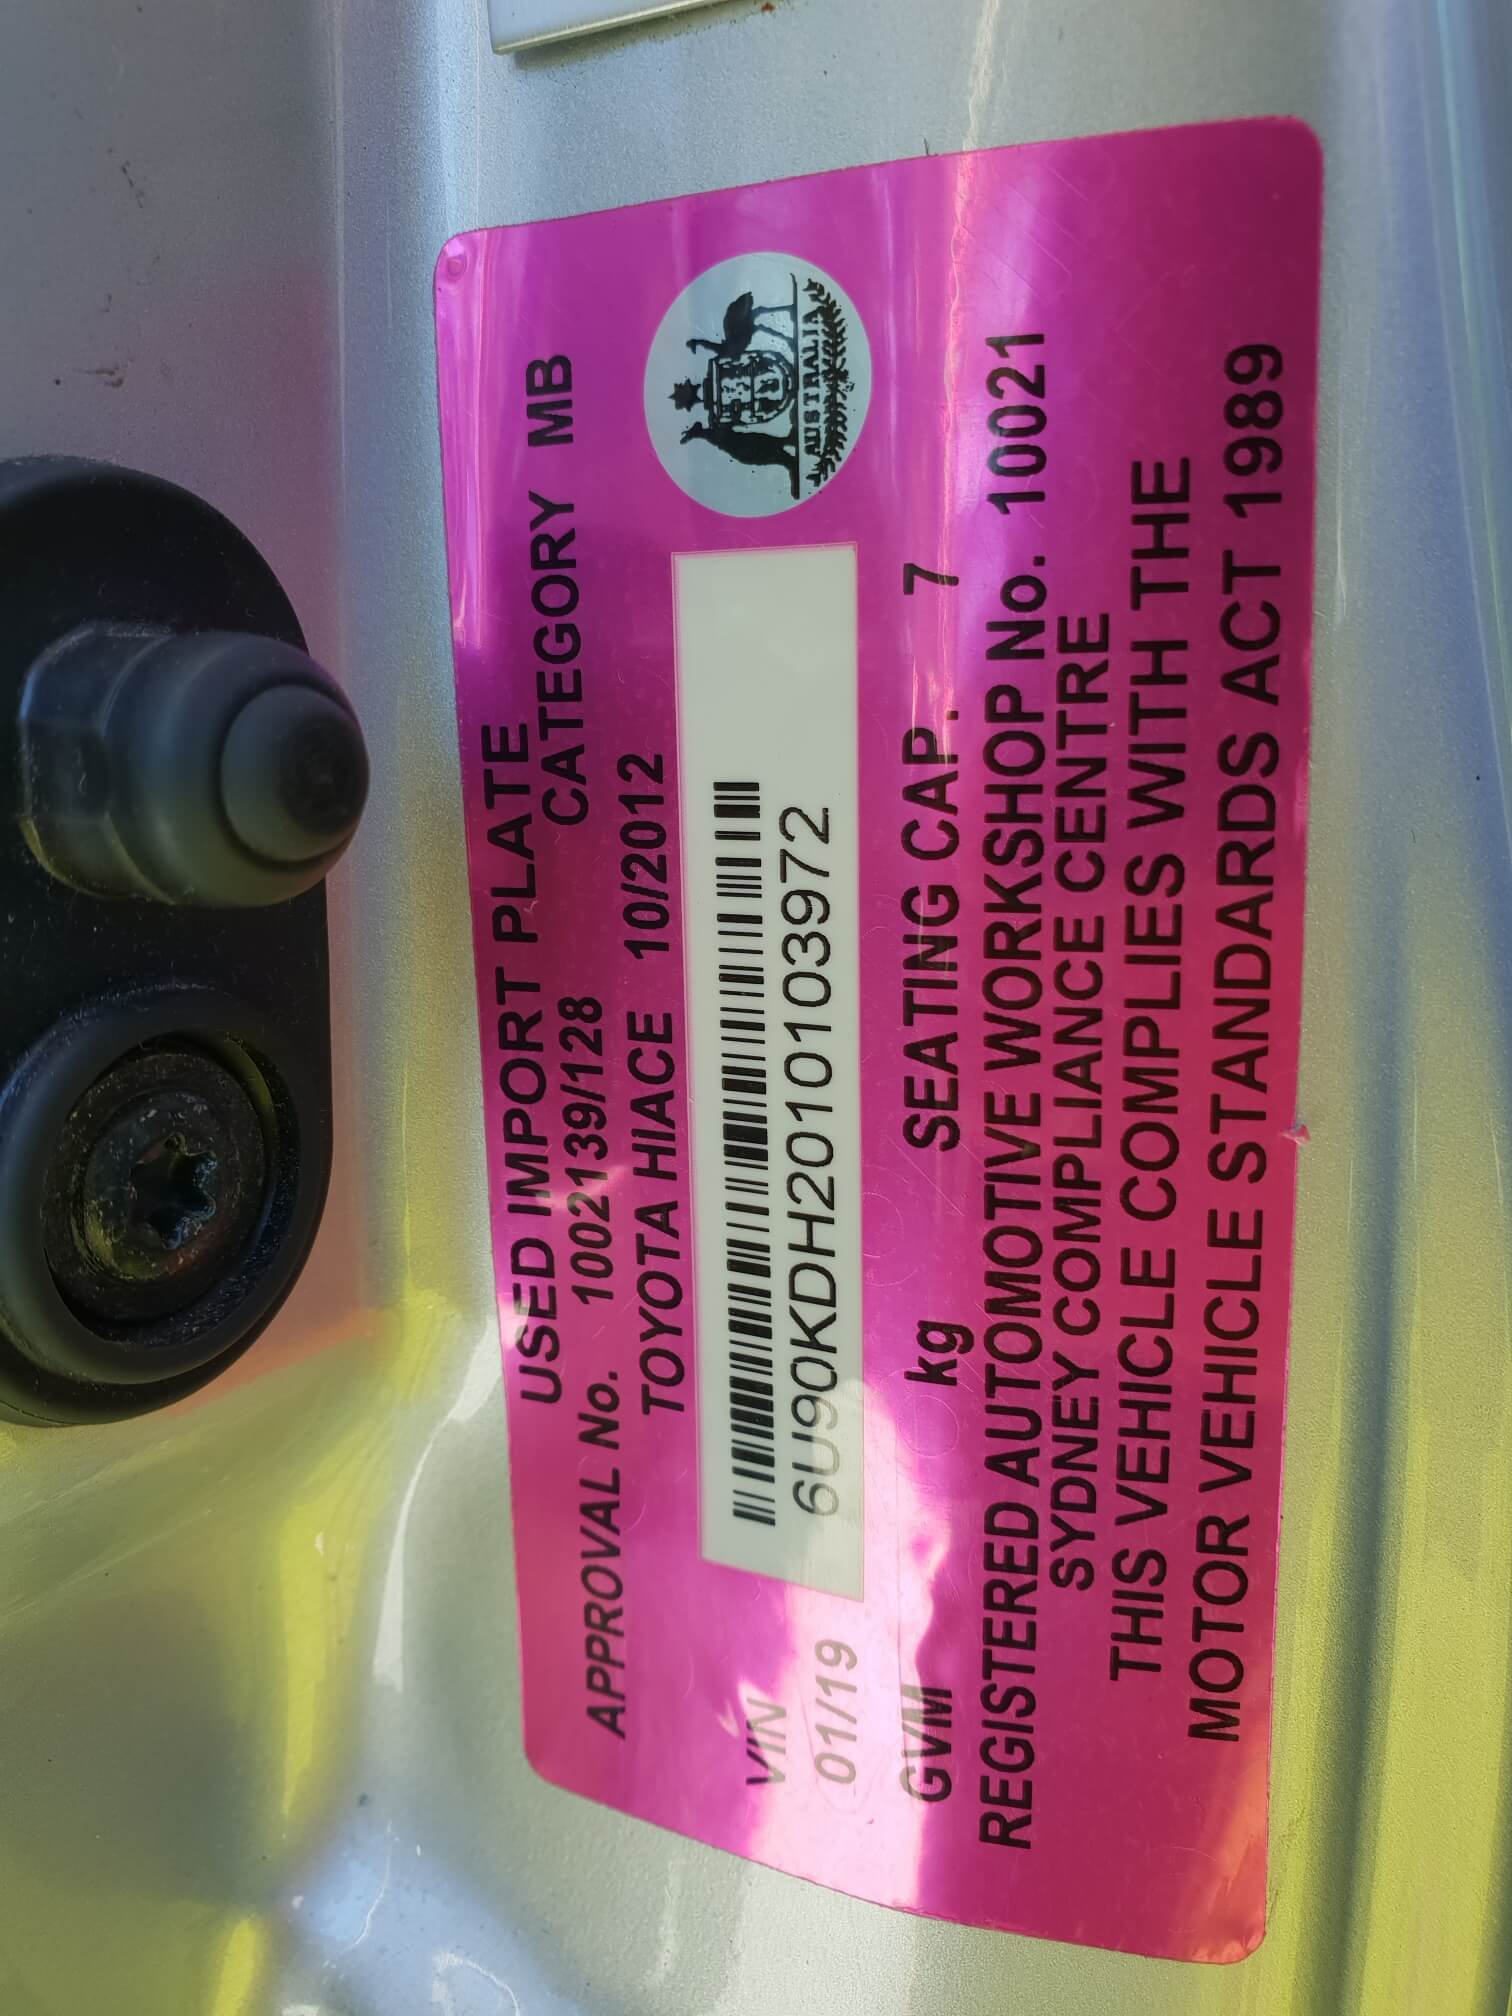 USED IMPORT PLATE
APPROVAL No. 1002139/128 CATEGORY MB
TOYOTA HIACE 10/2012
VIN
01/19
6U90KDH2010103972
AUSTRALIA
GVM kg SEATING CAP. 7
REGISTERED AUTOMOTIVE WORKSHOP No. 10021
SYDNEY COMPLIANCE CENTRE
THIS VEHICLE COMPLIES WITH THE
MOTOR VEHICLE STANDARDS ACT 1989